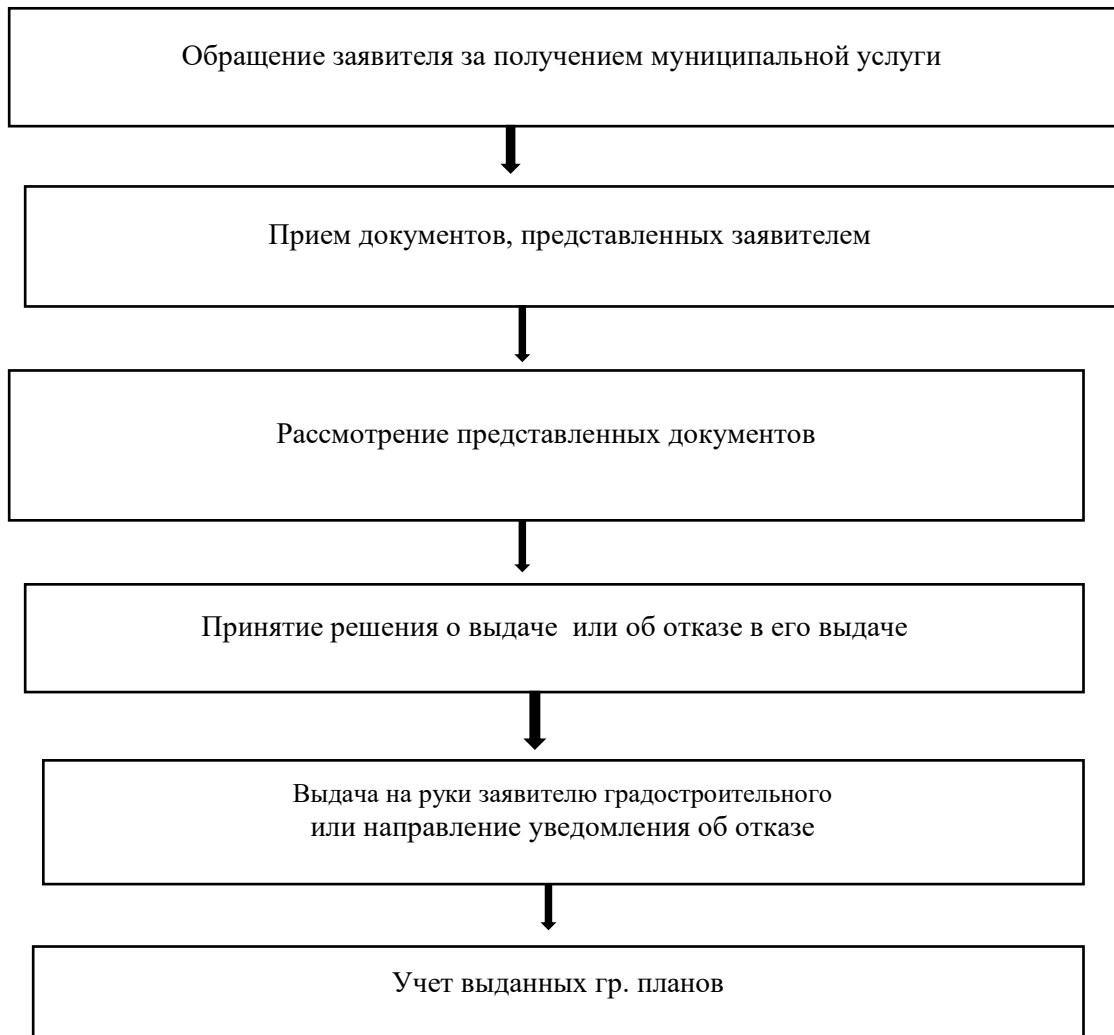 Обращение заявителя за получением муниципальной услуги
Прием документов, представленных заявителем
Рассмотрение представленных документов
Принятие решения о выдаче  или об отказе в его выдаче
Выдача на руки заявителю градостроительного
или направление уведомления об отказе
Учет выданных гр. планов